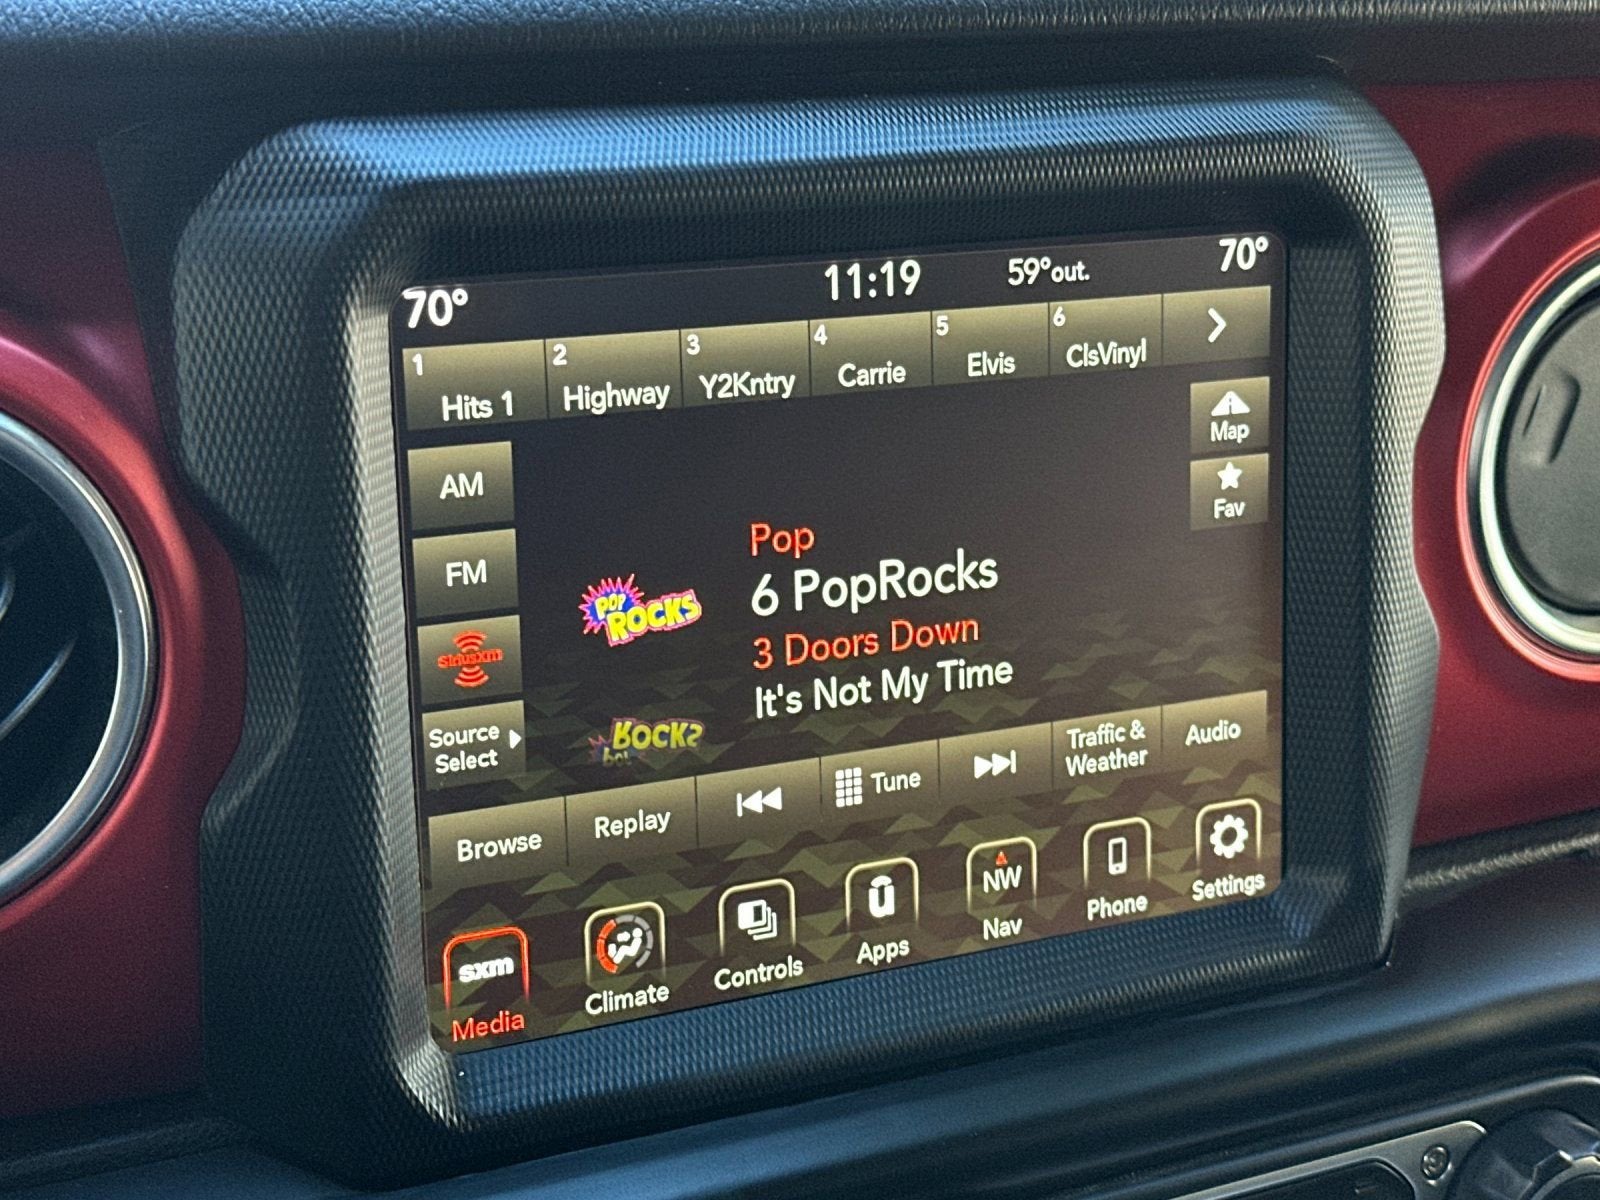 70° 11:19 59°out. 70°
1 Hits 1
2 Highway
3 Y2Kntry
4 Carrie
5 Elvis
6 ClsVinyl
Map
Fav
AM
FM
SiriusXM
Source
Select
POP
ROCKS
Pop
6 PopRocks
3 Doors Down
It's Not My Time
Browse
Replay
Tune
Traffic &
Weather
Audio
sxm
Media
Climate
Controls
Apps
NW
Nav
Phone
Settings